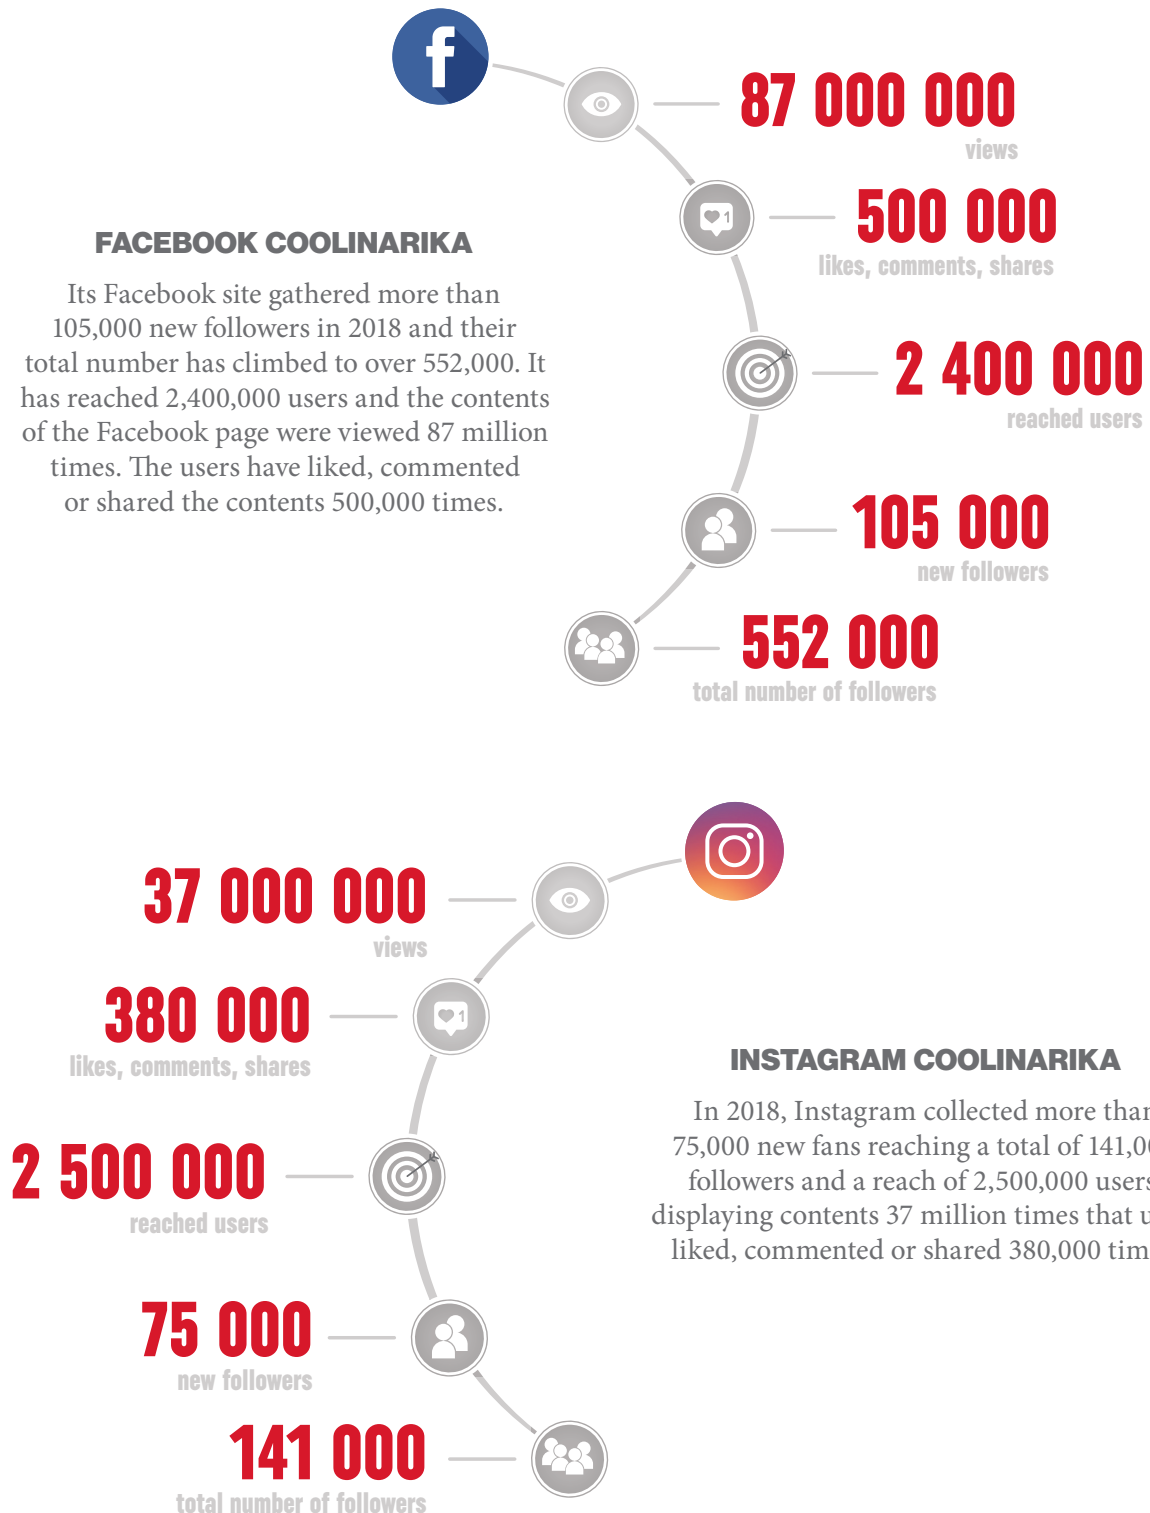 87 000 000
views
500 000
likes, comments, shares
FACEBOOK COOLINARIKA
Its Facebook site gathered more than
105,000 new followers in 2018 and their
total number has climbed to over 552,000. It
has reached 2,400,000 users and the contents
of the Facebook page were viewed 87 million
times. The users have liked, commented
or shared the contents 500,000 times.
2 400 000
reached users
105 000
new followers
552 000
total number of followers
37 000 000
views
380 000
likes, comments, shares
2 500 000
reached users
75 000
new followers
141 000
total number of followers
INSTAGRAM COOLINARIKA
In 2018, Instagram collected more than
75,000 new fans reaching a total of
followers and a reach of 2,500,000 users
displaying contents 37 million times that
liked, commented or shared 380,000